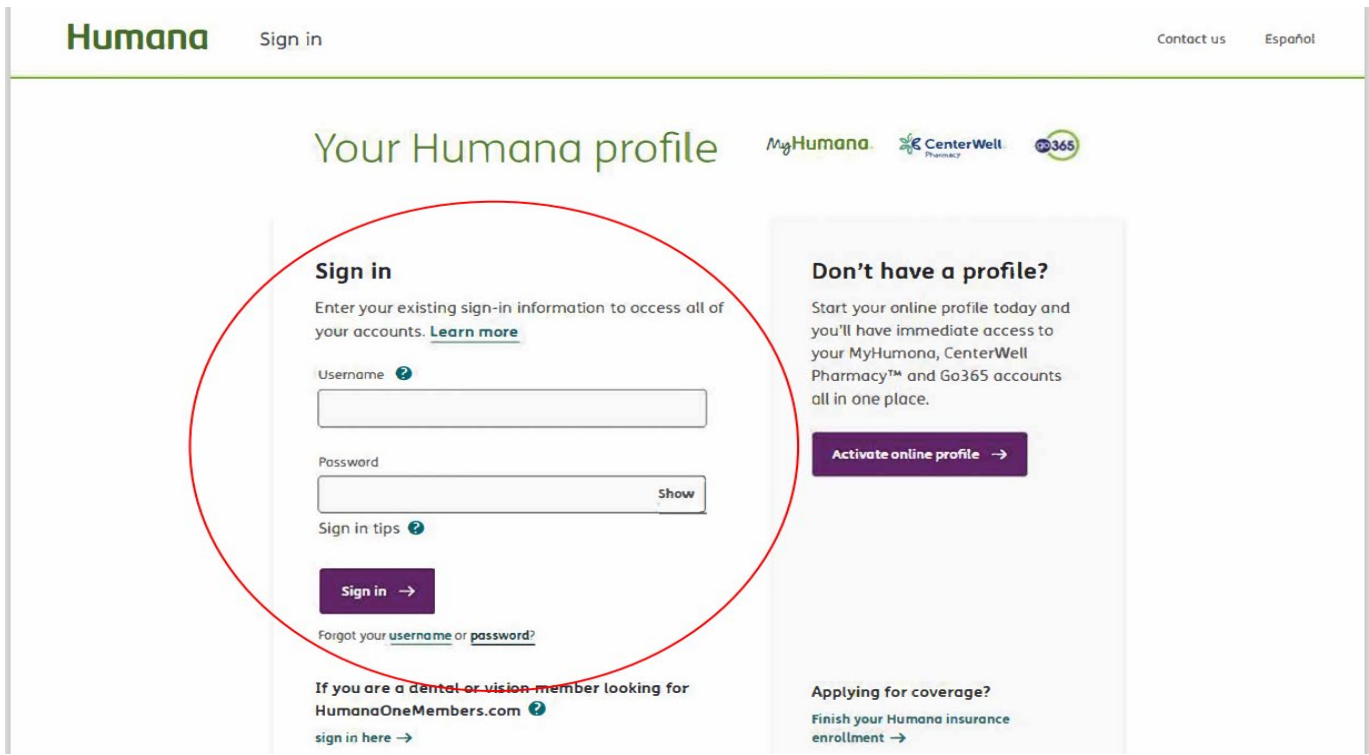 Humana
Sign in
Contact us
Español
Your Humana profile
MyHumana.
CenterWell
Pharmacy
GO365
Sign in
Enter your existing sign-in information to access all of
your accounts. Learn more
Username ?
Password
Show
Sign in tips ?
Sign in →
Forgot your username or password?
If you are a dental or vision member looking for
HumanaOneMembers.com ?
sign in here →
Don't have a profile?
Start your online profile today and
you'll have immediate access to
your MyHumana, CenterWell
Pharmacy™ and Go365 accounts
all in one place.
Activate online profile →
Applying for coverage?
Finish your Humana insurance
enrollment →